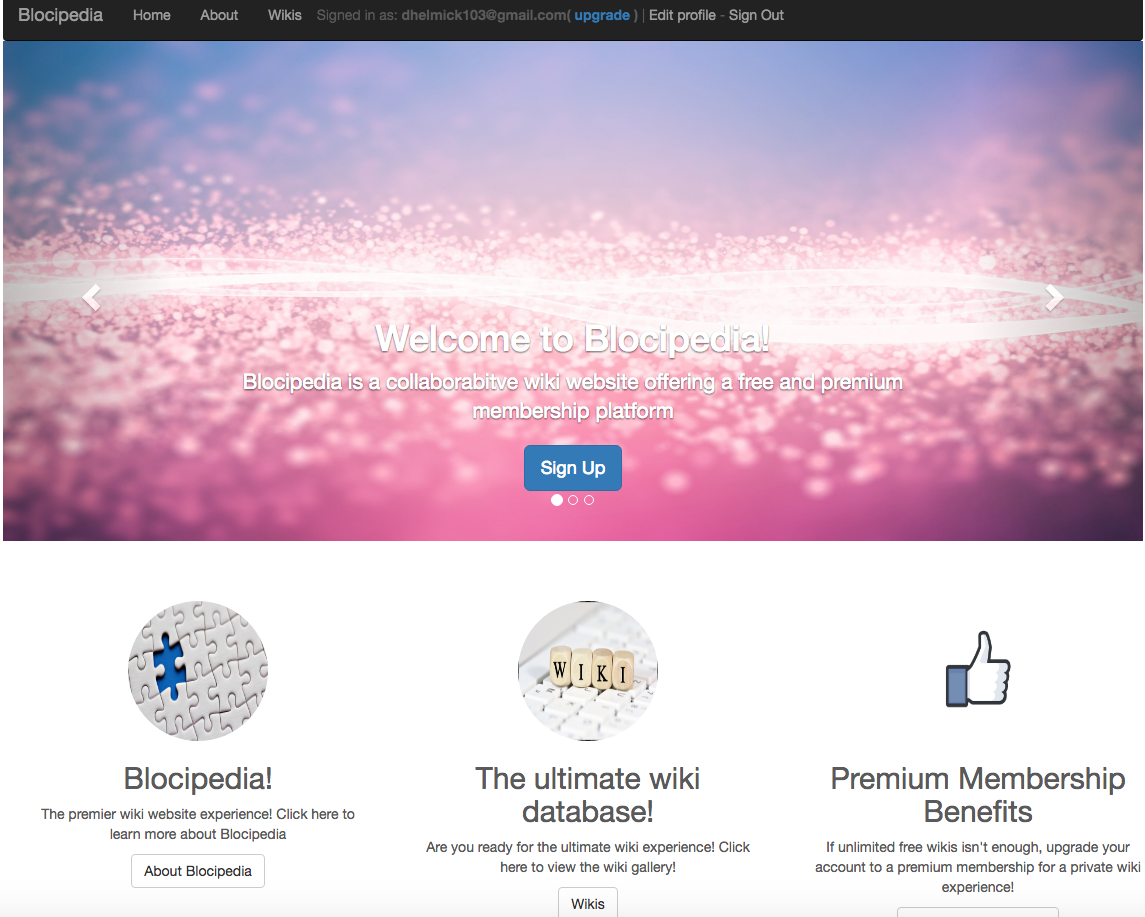 Blocipedia Home About Wikis Signed in as: dhelmick103@gmail.com( upgrade ) | Edit profile - Sign Out
Welcome to Blocipedia!
Blocipedia is a collaborabitve wiki website offering a free and premium
membership platform
Sign Up
WIKI
Blocipedia!
The premier wiki website experience! Click here to
learn more about Blocipedia
About Blocipedia
The ultimate wiki
database!
Are you ready for the ultimate wiki experience! Click
here to view the wiki gallery!
Wikis
Premium Membership
Benefits
If unlimited free wikis isn't enough, upgrade your
account to a premium membership for a private wiki
experience!